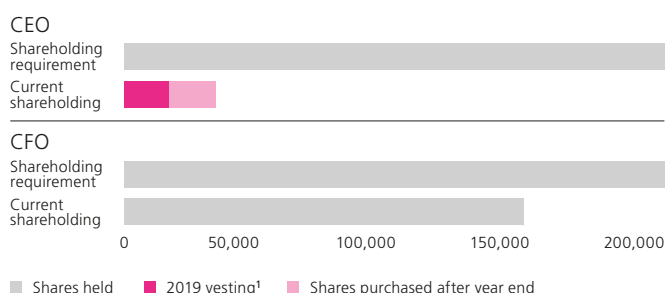 CEO
Shareholding
requirement
Current
shareholding
CFO
Shareholding
requirement
Current
shareholding
0 50,000 100,000 150,000 200,000
Shares held 2019 vesting¹ Shares purchased after year end